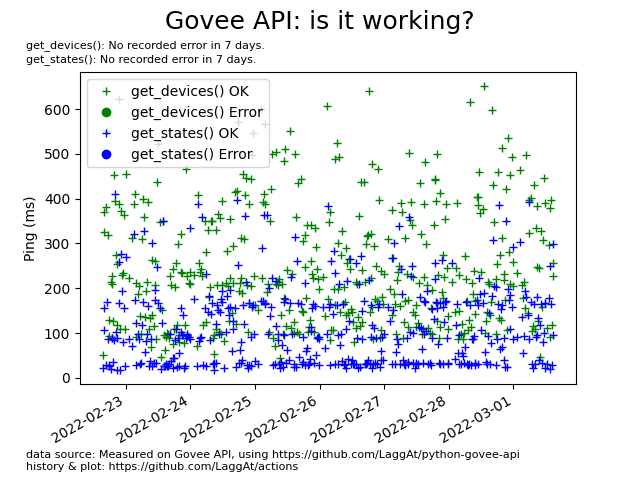 Govee API: is it working?
get_devices(): No recorded error in 7 days.
get_states(): No recorded error in 7 days.
get_devices() OK
get_devices() Error
get_states() OK
get_states() Error
600
500
400
300
200
100
0
Ping (ms)
2022-02-23
2022-02-24
2022-02-25
2022-02-26
2022-02-27
2022-02-28
2022-03-01
data source: Measured on Govee API, using https://github.com/LaggAt/python-govee-api
history & plot: https://github.com/LaggAt/actions